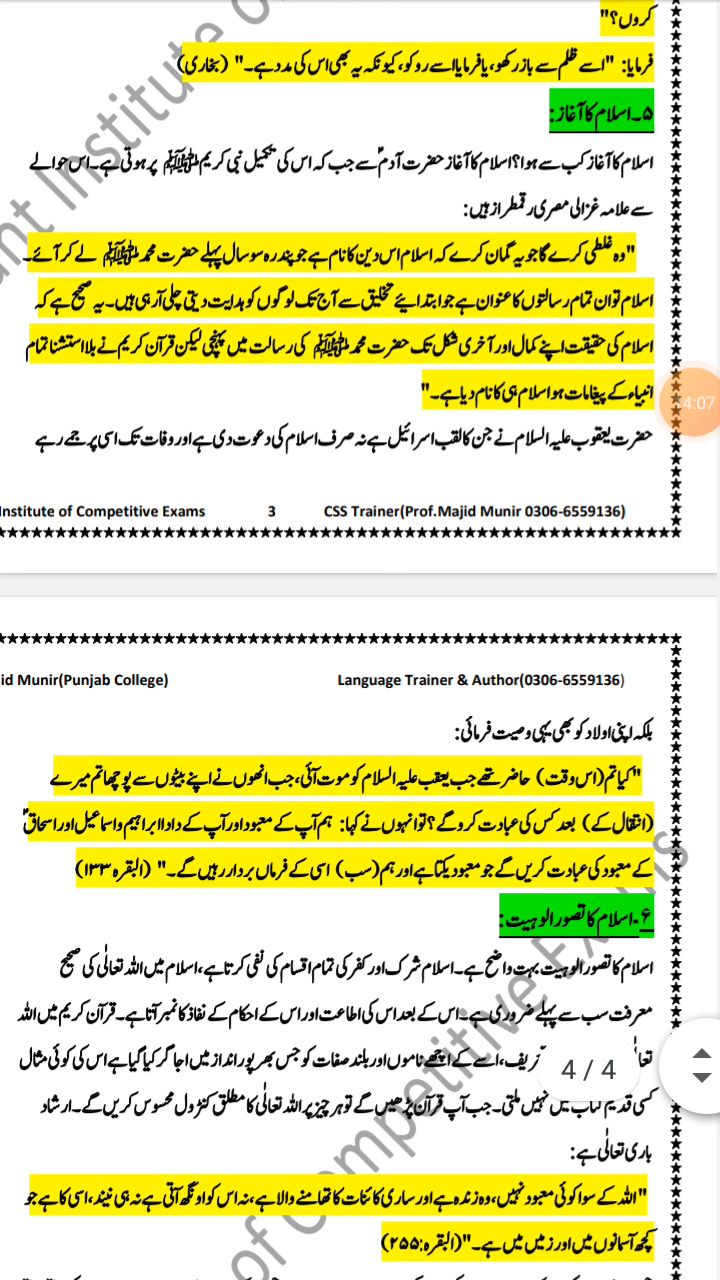 کروں؟"
فرمایا: "اسے ظلم سے باز رکھو، یا فرمایا اسے روکو، کیونکہ یہ بھی اس کی مدد ہے۔" (بخاری)
۵۔ اسلام کا آغاز:
اسلام کا آغاز کب سے ہوا؟ اسلام کا آغاز حضرت آدمؑ سے جب کہ اس کی تکمیل نبی کریم ﷺ پر ہوتی ہے۔ اس حوالے
سے علامہ غزالی مصری رقمطراز ہیں:
"وہ غلطی کرے گا جو یہ گمان کرے کہ اسلام اس دین کا نام ہے جو پندرہ سو سال پہلے حضرت محمد ﷺ لے کر آئے۔
اسلام تو ان تمام رسالتوں کا عنوان ہے جو ابتدائے تخلیق سے آج تک لوگوں کو ہدایت دیتی چلی آرہی ہیں۔ یہ صحیح ہے کہ
اسلام کی حقیقت اپنے کمال اور آخری شکل تک حضرت محمد ﷺ کی رسالت میں پہنچی لیکن قرآن کریم نے بلا استثنا تمام
انبیاء کے پیغامات ہو اسلام ہی کا نام دیا ہے۔"
04:07
حضرت یعقوب علیہ السلام نے جن کا لقب اسرائیل ہے نہ صرف اسلام کی دعوت دی ہے اور وفات تک اسی پر جمے رہے
nstitute of Competitive Exams 3 CSS Trainer(Prof.Majid Munir 0306-6559136)
id Munir(Punjab College) Language Trainer & Author(0306-6559136)
بلکہ اپنی اولاد کو بھی یہی وصیت فرمائی:
"کیا تم (اس وقت) حاضر تھے جب یعقب علیہ السلام کو موت آئی، جب انھوں نے اپنے بیٹوں سے پوچھا تم میرے
(انتقال کے) بعد کس کی عبادت کرو گے؟ تو انہوں نے کہا: ہم آپ کے معبود اور آپ کے دادا ابراہیم و اسماعیل اور اسحاقؑ
کے معبود کی عبادت کریں گے جو معبود یکتا ہے اور ہم (سب) اسی کے فرماں بردار رہیں گے۔" (البقرہ ۱۳۳)
۶۔ اسلام کا تصور الوہیت:
اسلام کا تصور الوہیت بہت واضح ہے۔ اسلام شرک اور کفر کی تمام اقسام کی نفی کرتا ہے، اسلام میں اللہ تعالٰی کی صحیح
معرفت سب سے پہلے ضروری ہے۔ اس کے بعد اس کی اطاعت اور اس کے احکام کے نفاذ کا نمبر آتا ہے۔ قرآن کریم میں اللہ
اسے کے اچھے ناموں اور بلند صفات کو جس بھر پور انداز میں اجاگر کیا گیا ہے اس کی کوئی مثال
4 / 4
کسی قدیم کتاب میں نہیں ملتی۔ جب آپ قرآن پڑھیں گے تو ہر چیز پر اللہ تعالٰی کا مطلق کنٹرول محسوس کریں گے۔ ارشاد
باری تعالٰی ہے:
"اللہ کے سوا کوئی معبود نہیں، وہ زندہ ہے اور ساری کائنات کا تھامنے والا ہے، نہ اس کو اونگھ آتی ہے نہ ہی نیند، اسی کا ہے جو
کچھ آسمانوں میں اور زمیں میں ہے۔" (البقرہ: ۲۵۵)
nt Institute o
of Competitive Ex ms